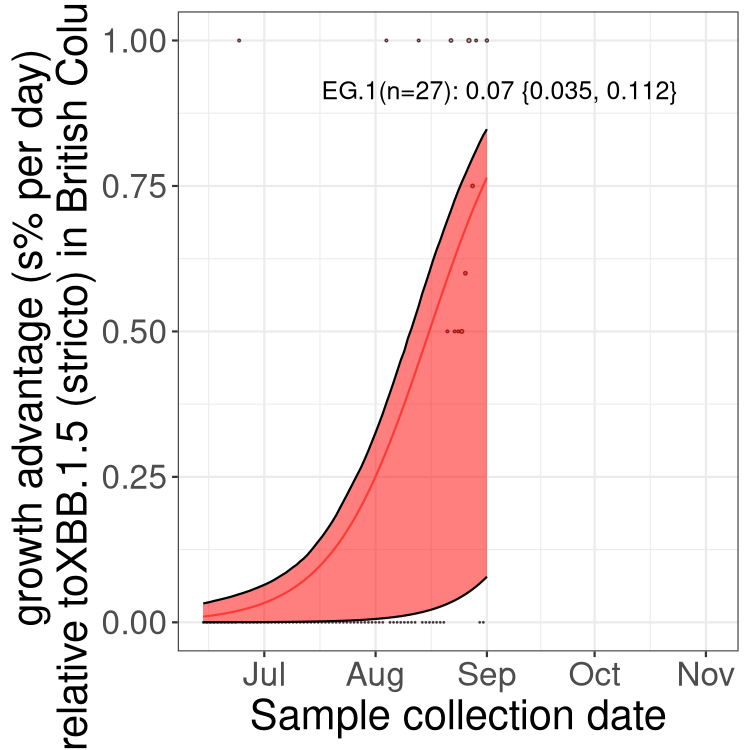 growth advantage (s% per day)
relative toXBB.1.5 (stricto) in British Colu
1.00
0.75
0.50
0.25
0.00
EG.1(n=27): 0.07 {0.035, 0.112}
Jul Aug Sep Oct Nov
Sample collection date